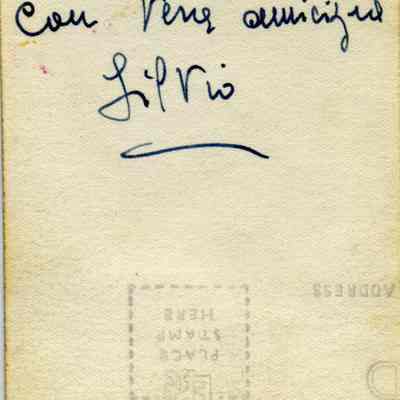 Con vera amicizia
Silvio
ADDRESS
PLACE
STAMP
HERE